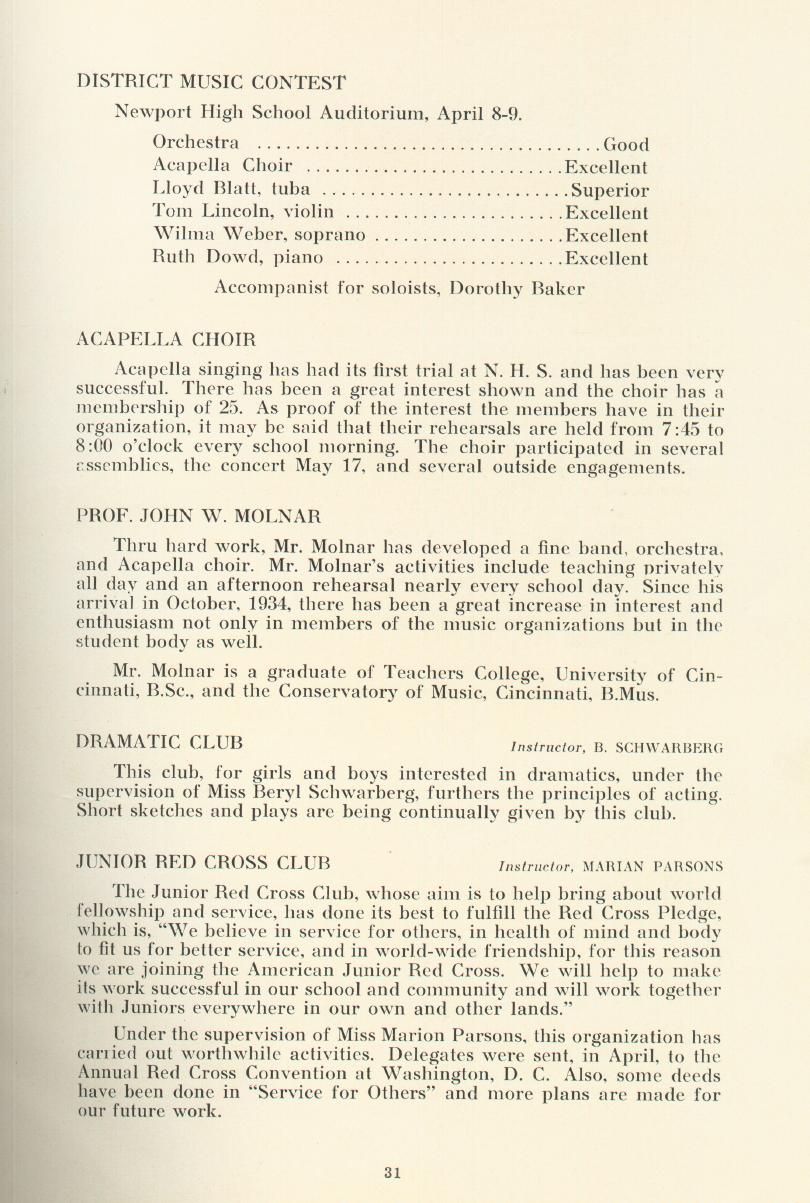 DISTRICT MUSIC CONTEST
Newport High School Auditorium, April 8-9.
Orchestra ....................................Good
Acapella Choir ...........................Excellent
Lloyd Blatt, tuba ..........................Superior
Tom Lincoln, violin .......................Excellent
Wilma Weber, soprano ....................Excellent
Ruth Dowd, piano ........................Excellent
Accompanist for soloists, Dorothy Baker
ACAPELLA CHOIR
Acapella singing has had its first trial at N. H. S. and has been very
successful. There has been a great interest shown and the choir has a
membership of 25. As proof of the interest the members have in their
organization, it may be said that their rehearsals are held from 7:45 to
8:00 o'clock every school morning. The choir participated in several
assemblies, the concert May 17, and several outside engagements.
PROF. JOHN W. MOLNAR
Thru hard work, Mr. Molnar has developed a fine band, orchestra,
and Acapella choir. Mr. Molnar's activities include teaching privately
all day and an afternoon rehearsal nearly every school day. Since his
arrival in October, 1934, there has been a great increase in interest and
enthusiasm not only in members of the music organizations but in the
student body as well.
Mr. Molnar is a graduate of Teachers College, University of Cin-
cinnati, B.Sc., and the Conservatory of Music, Cincinnati, B.Mus.
DRAMATIC CLUB Instructor, B. SCHWARBERG
This club, for girls and boys interested in dramatics, under the
supervision of Miss Beryl Schwarberg, furthers the principles of acting.
Short sketches and plays are being continually given by this club.
JUNIOR RED CROSS CLUB Instructor, MARIAN PARSONS
The Junior Red Cross Club, whose aim is to help bring about world
fellowship and service, has done its best to fulfill the Red Cross Pledge,
which is, "We believe in service for others, in health of mind and body
to fit us for better service, and in world-wide friendship, for this reason
we are joining the American Junior Red Cross. We will help to make
its work successful in our school and community and will work together
with Juniors everywhere in our own and other lands."
Under the supervision of Miss Marion Parsons, this organization has
carried out worthwhile activities. Delegates were sent, in April, to the
Annual Red Cross Convention at Washington, D. C. Also, some deeds
have been done in "Service for Others" and more plans are made for
our future work.
31